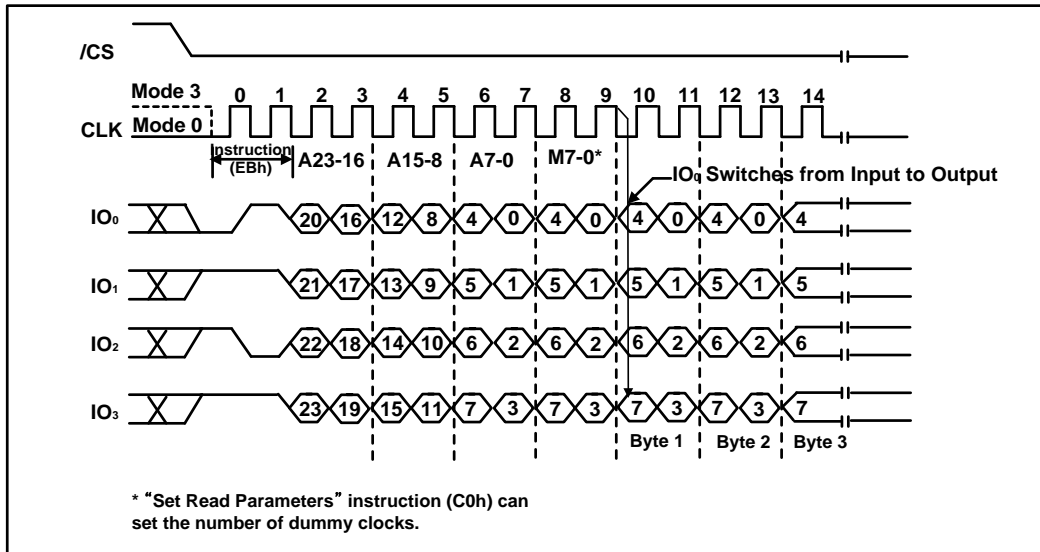 /CS
Mode 3
0 1 2 3 4 5 6 7 8 9 10 11 12 13 14
CLK Mode 0
Instruction
(EBh)
A23-16 A15-8 A7-0 M7-0*
IO₀ Switches from Input to Output
IO₀ 20 16 12 8 4 0 4 0 4 0 4 0 4
IO₁ 21 17 13 9 5 1 5 1 5 1 5 1 5
IO₂ 22 18 14 10 6 2 6 2 6 2 6 2 6
IO₃ 23 19 15 11 7 3 7 3 7 3 7 3 7
Byte 1 Byte 2 Byte 3
* “Set Read Parameters” instruction (C0h) can
set the number of dummy clocks.